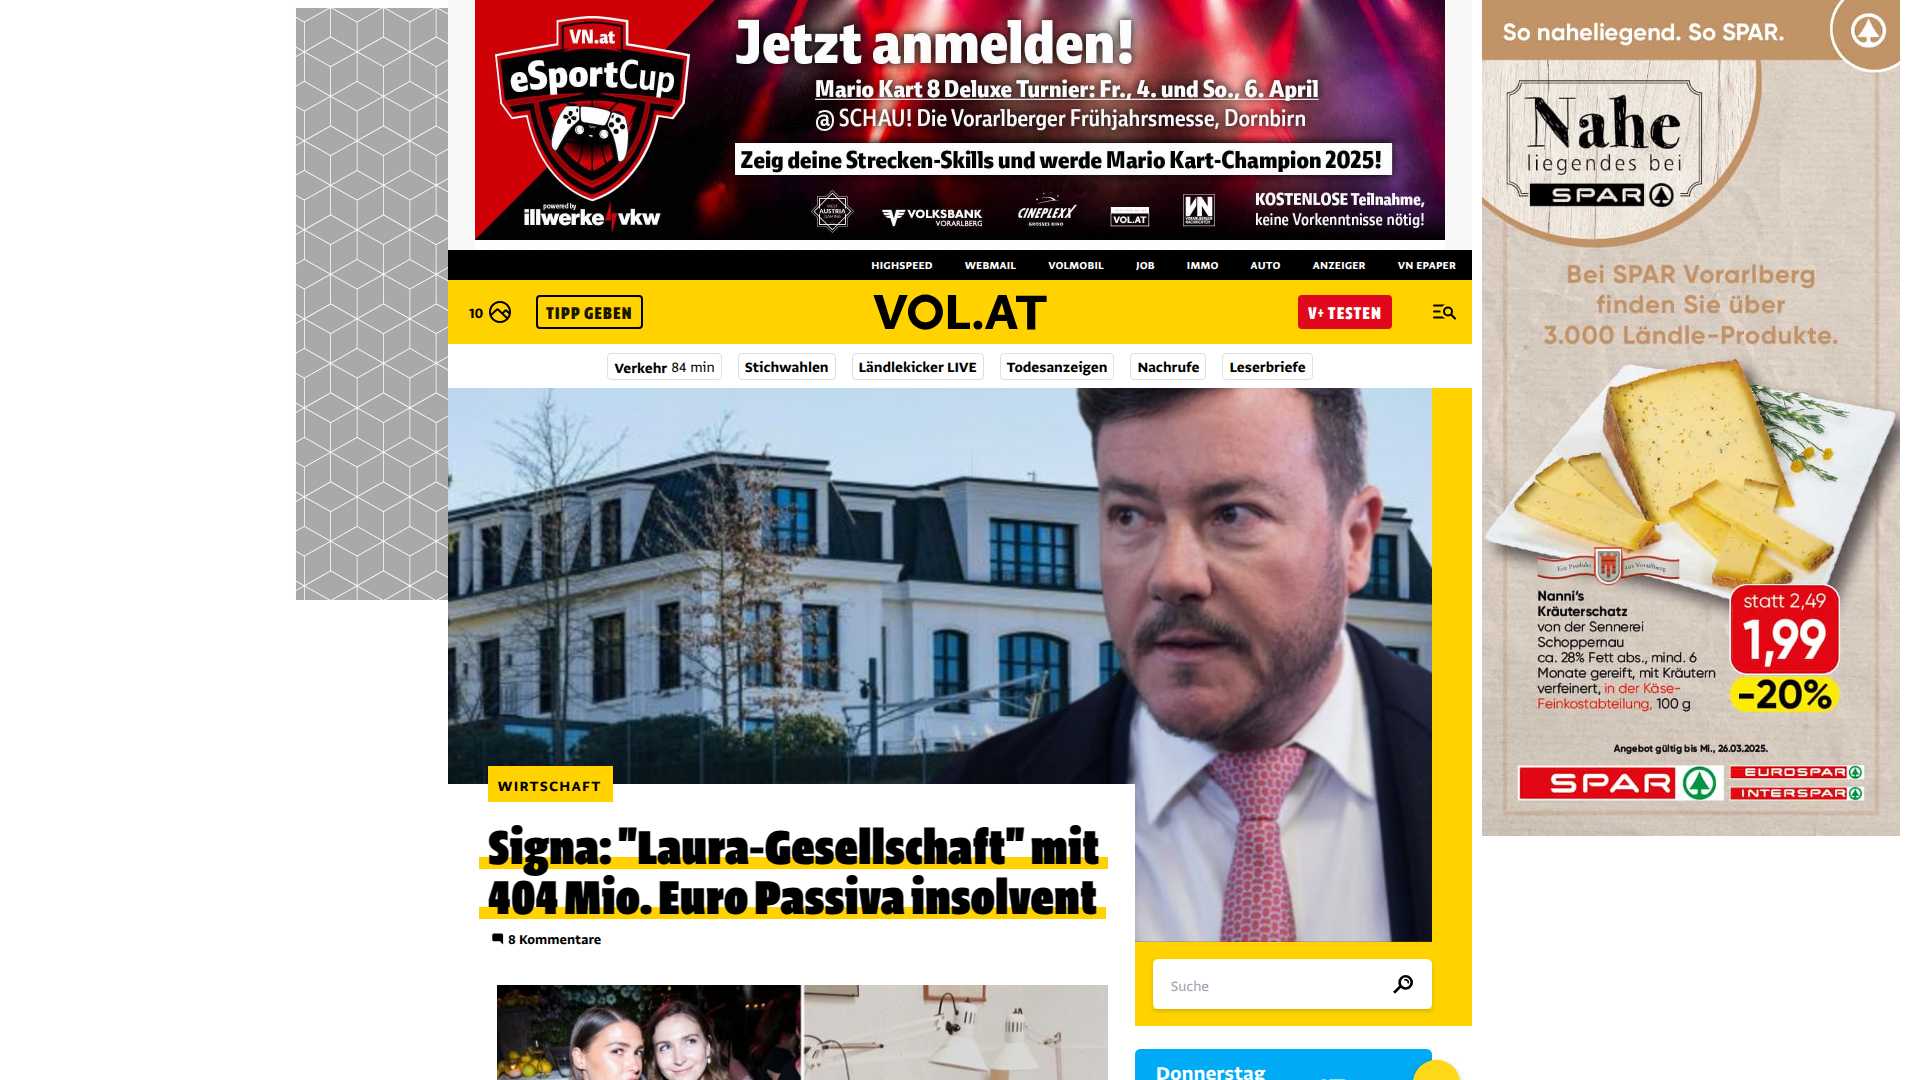 VN.at
eSportCup
powered by
illwerke vkw
Jetzt anmelden!
Mario Kart 8 Deluxe Turnier: Fr., 4. und So., 6. April
@ SCHAU! Die Vorarlberger Frühjahrsmesse, Dornbirn
Zeig deine Strecken-Skills und werde Mario Kart-Champion 2025!
AUSTRIA
VOLKSBANK
VORARLBERG
CINEPLEXX
VOL.AT
VN
KOSTENLOSE Teilnahme,
keine Vorkenntnisse nötig!
HIGHSPEED WEBMAIL VOLMOBIL JOB IMMO AUTO ANZEIGER VN EPAPER
10 TIPP GEBEN VOL.AT V+ TESTEN
Verkehr 84 min Stichwahlen Ländlekicker LIVE Todesanzeigen Nachrufe Leserbriefe
WIRTSCHAFT
Signa: "Laura-Gesellschaft" mit
404 Mio. Euro Passiva insolvent
8 Kommentare
Suche
Donnerstag
So naheliegend. So SPAR.
Nahe
liegendes bei
SPAR
Bei SPAR Vorarlberg
finden Sie über
3.000 Ländle-Produkte.
Ein Produkt aus Vorarlberg
Nanni's
Kräuterschatz
von der Sennerei
Schoppernau
ca. 28% Fett abs., mind. 6
Monate gereift, mit Kräutern
verfeinert, in der Käse-
Feinkostabteilung, 100 g
statt 2,49
1,99
-20%
Angebot gültig bis Mi., 26.03.2025.
SPAR
EUROSPAR
INTERSPAR